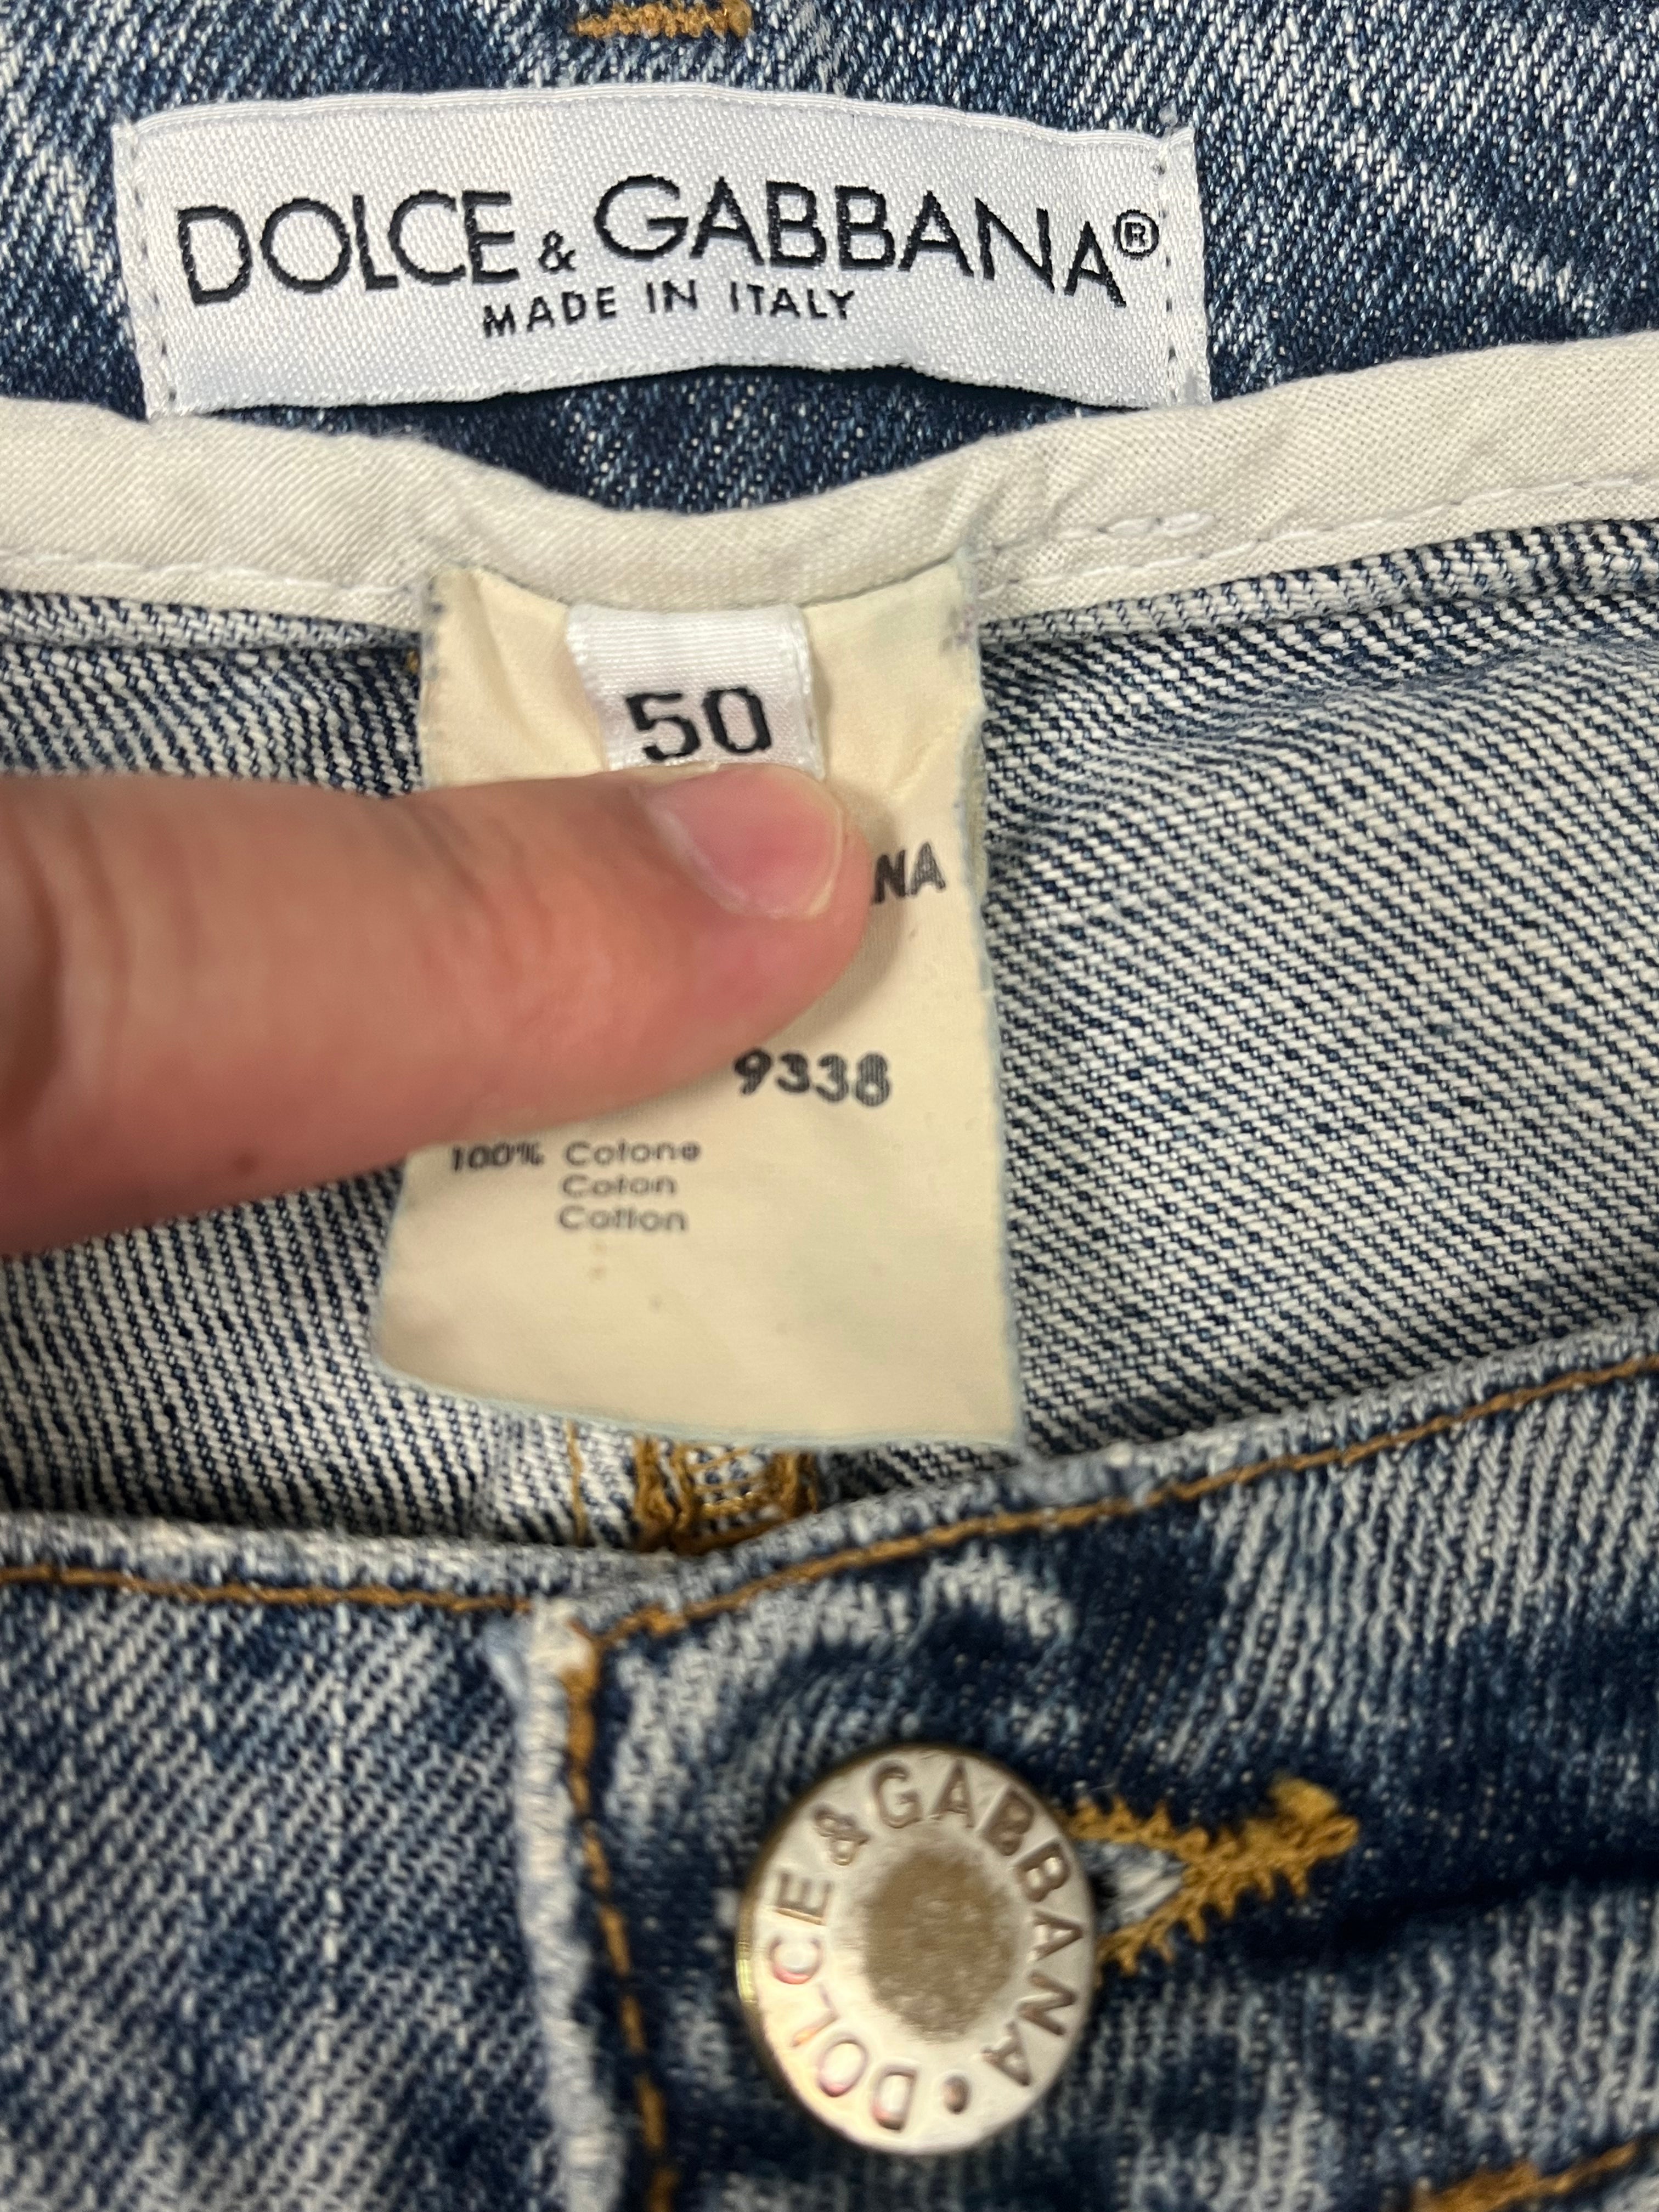 DOLCE & GABBANA®
MADE IN ITALY
50
NA
9338
100% Cotone
Coton
Cotton
DOLCE & GABBANA •